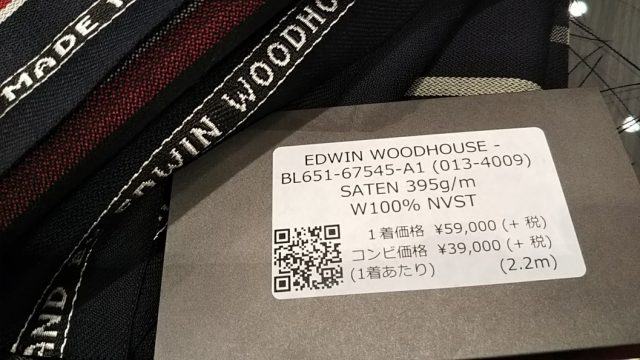 MADE
EDWIN WOODHO
AND
EDWIN WOODHOUSE -
BL651-67545-A1 (013-4009)
SATEN 395g/m
W100% NVST
1着価格 ¥59,000 (+ 税)
コンビ価格 ¥39,000 (+ 税)
(1着あたり) (2.2m)